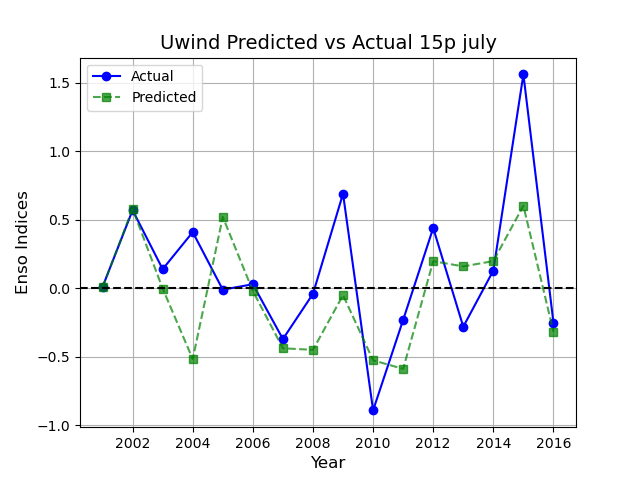 Uwind Predicted vs Actual 15p july
Actual
Predicted
1.5
1.0
0.5
0.0
−0.5
−1.0
Enso Indices
2002 2004 2006 2008 2010 2012 2014 2016
Year